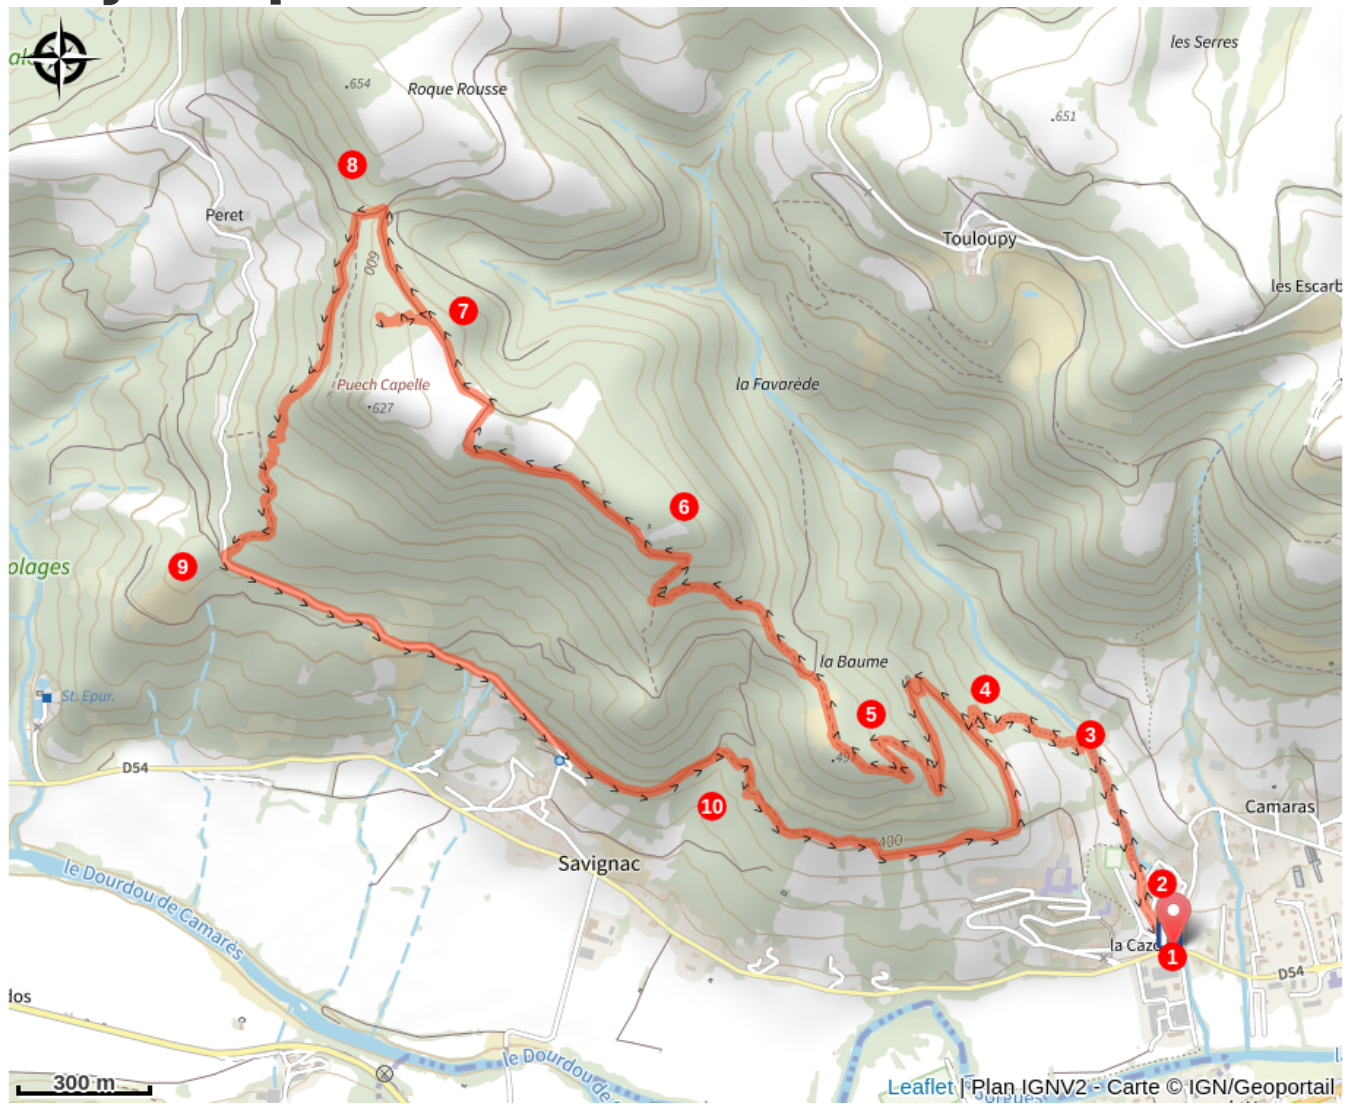 les Serres
654
Roque Rousse
651
8
Peret
Touloupy
600
les Escarb
7
Puech Capelle
627
la Favarède
6
9
olages
la Baume
4
St. Epur.
5
3
497
D54
10
Camaras
400
Savignac
2
le Dourdou de Camarès
la Cazo
1
D54
dos
le Dourdou de
300 m
Leaflet | Plan IGNV2 - Carte © IGN/Geoportail